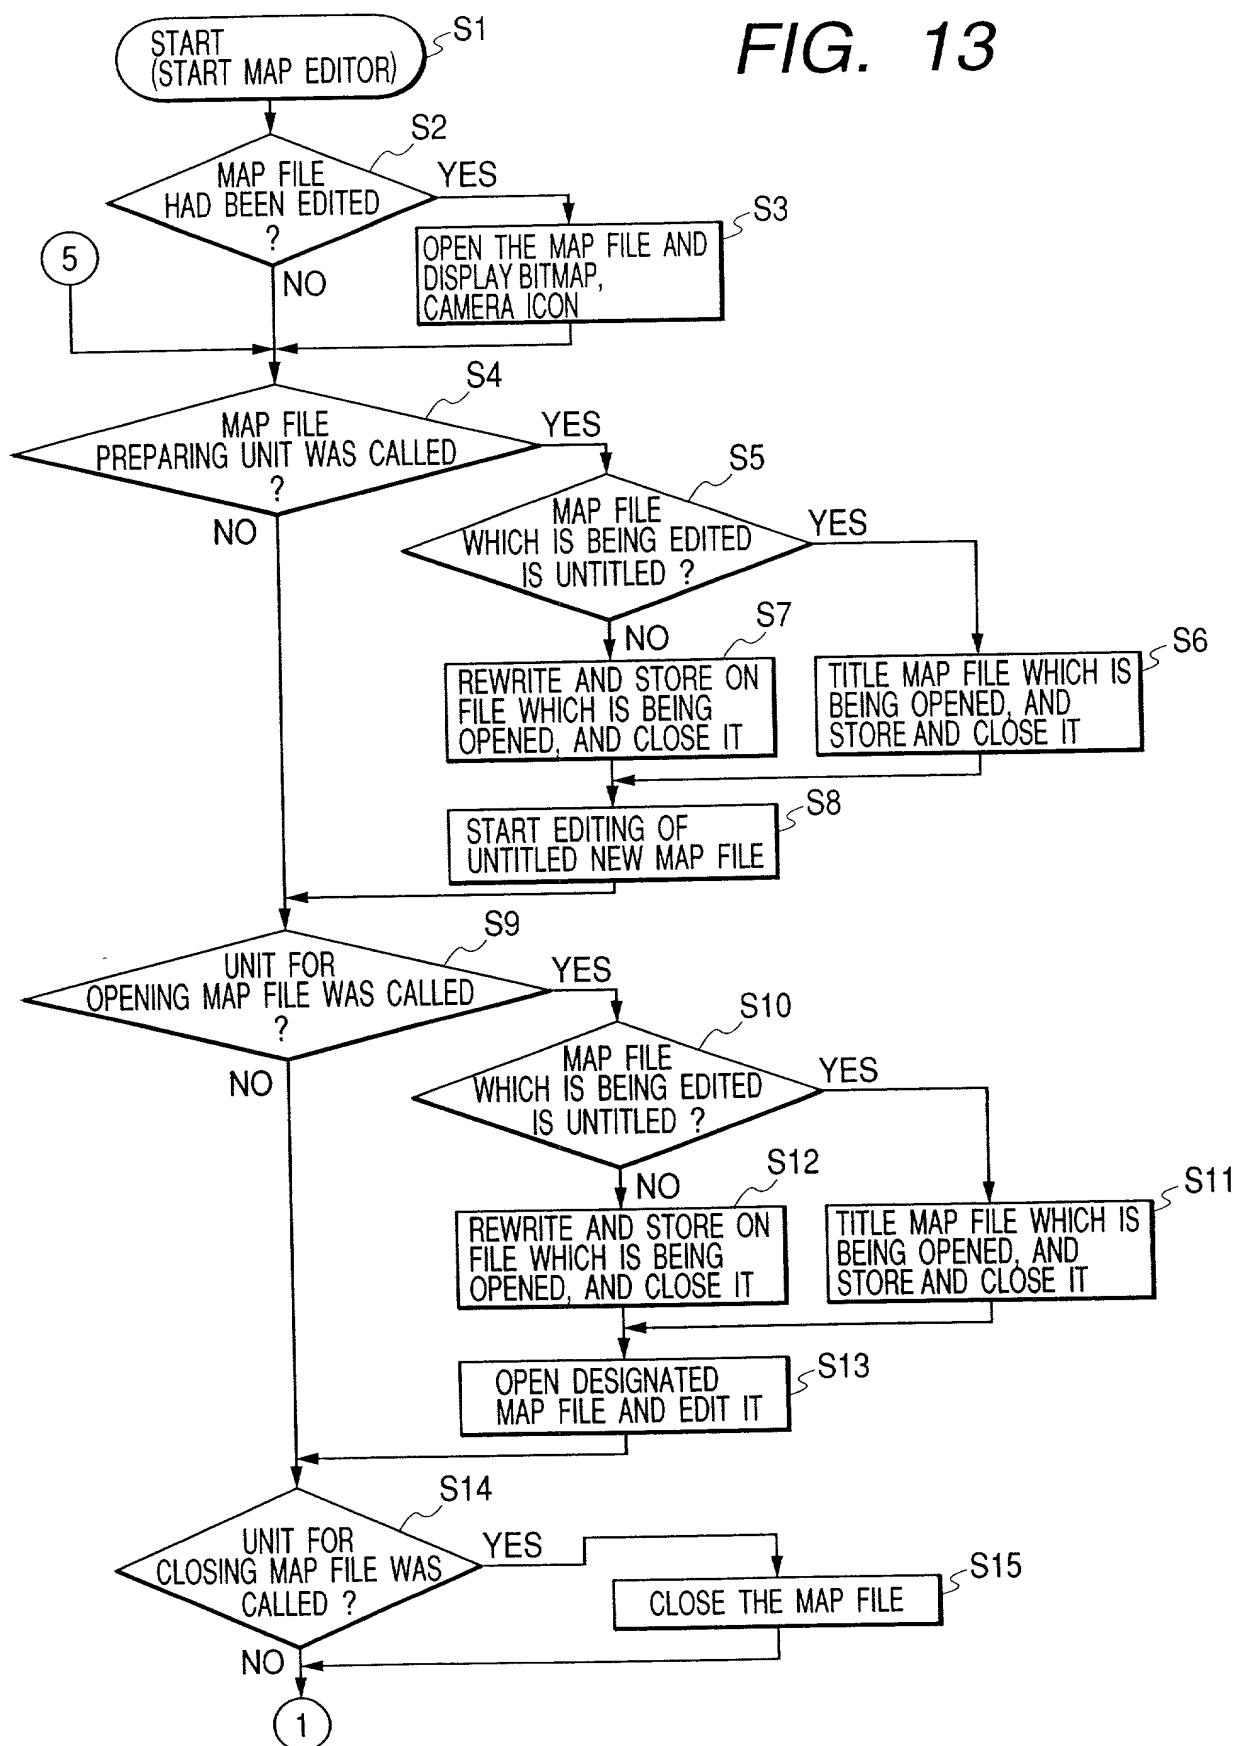 FIG. 13
START
(START MAP EDITOR)
S1
S2
MAP FILE
HAD BEEN EDITED
?
YES
NO
S3
OPEN THE MAP FILE AND
DISPLAY BITMAP,
CAMERA ICON
5
S4
MAP FILE
PREPARING UNIT WAS CALLED
?
YES
NO
S5
MAP FILE
WHICH IS BEING EDITED
IS UNTITLED ?
YES
NO
S7
REWRITE AND STORE ON
FILE WHICH IS BEING
OPENED, AND CLOSE IT
S6
TITLE MAP FILE WHICH IS
BEING OPENED, AND
STORE AND CLOSE IT
S8
START EDITING OF
UNTITLED NEW MAP FILE
S9
UNIT FOR
OPENING MAP FILE WAS CALLED
?
YES
NO
S10
MAP FILE
WHICH IS BEING EDITED
IS UNTITLED ?
YES
NO
S12
REWRITE AND STORE ON
FILE WHICH IS BEING
OPENED, AND CLOSE IT
S11
TITLE MAP FILE WHICH IS
BEING OPENED, AND
STORE AND CLOSE IT
S13
OPEN DESIGNATED
MAP FILE AND EDIT IT
S14
UNIT FOR
CLOSING MAP FILE WAS
CALLED ?
YES
NO
S15
CLOSE THE MAP FILE
1